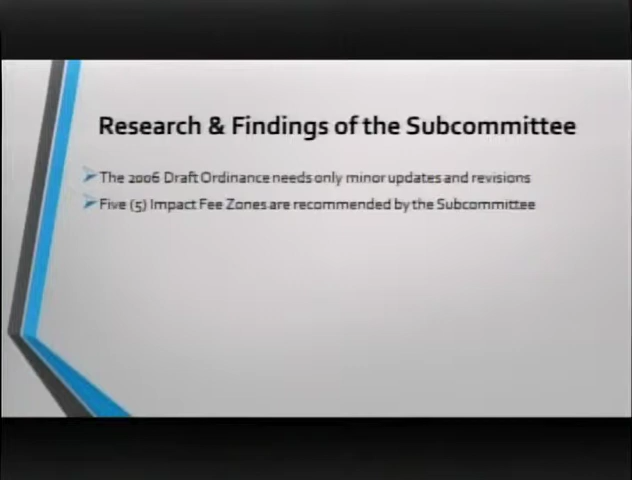 Research & Findings of the Subcommittee
The 2006 Draft Ordinance needs only minor updates and revisions
Five (5) Impact Fee Zones are recommended by the Subcommittee